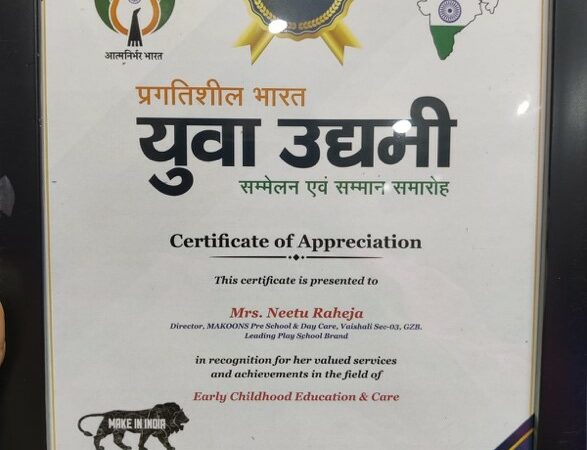 आत्मनिर्भर भारत
प्रगतिशील भारत
युवा उद्यमी
सम्मेलन एवं सम्मान समारोह
Certificate of Appreciation
This certificate is presented to
Mrs. Neetu Raheja
Director, MAKOONS Pre School & Day Care, Vaishali Sec-03, GZB.
Leading Play School Brand
in recognition for her valued services
and achievements in the field of
Early Childhood Education & Care
MAKE IN INDIA